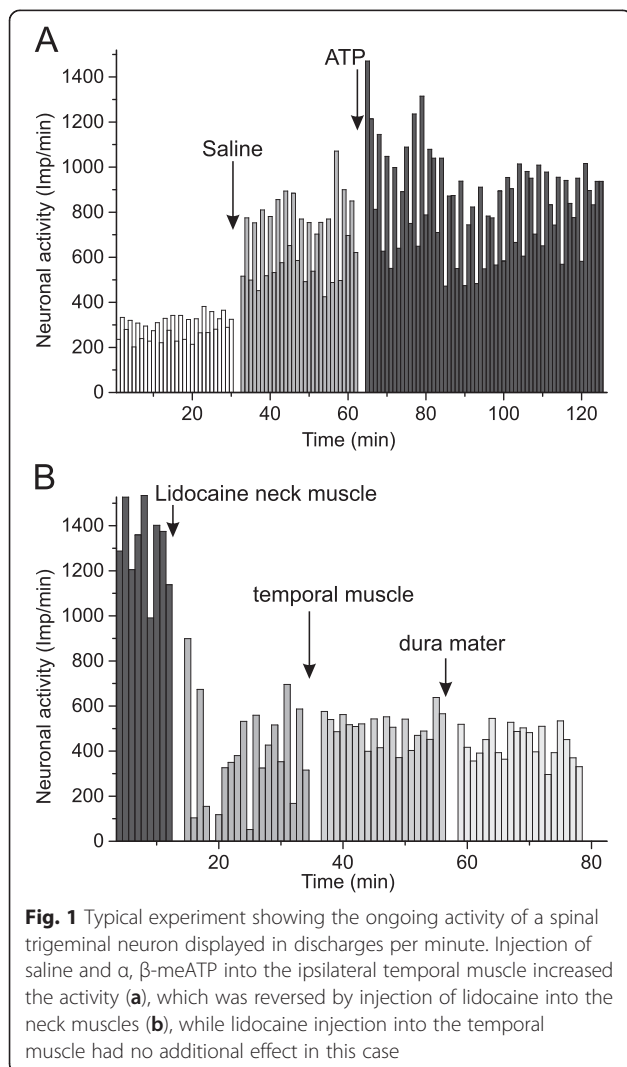 A
ATP
Saline
1400
1200
1000
800
600
400
200
0
Neuronal activity (Imp/min)
20 40 60 80 100 120
Time (min)
B
Lidocaine neck muscle
temporal muscle
dura mater
1400
1200
1000
800
600
400
200
0
Neuronal activity (Imp/min)
20 40 60 80
Time (min)
Fig. 1 Typical experiment showing the ongoing activity of a spinal
trigeminal neuron displayed in discharges per minute. Injection of
saline and α, β-meATP into the ipsilateral temporal muscle increased
the activity (a), which was reversed by injection of lidocaine into the
neck muscles (b), while lidocaine injection into the temporal
muscle had no additional effect in this case